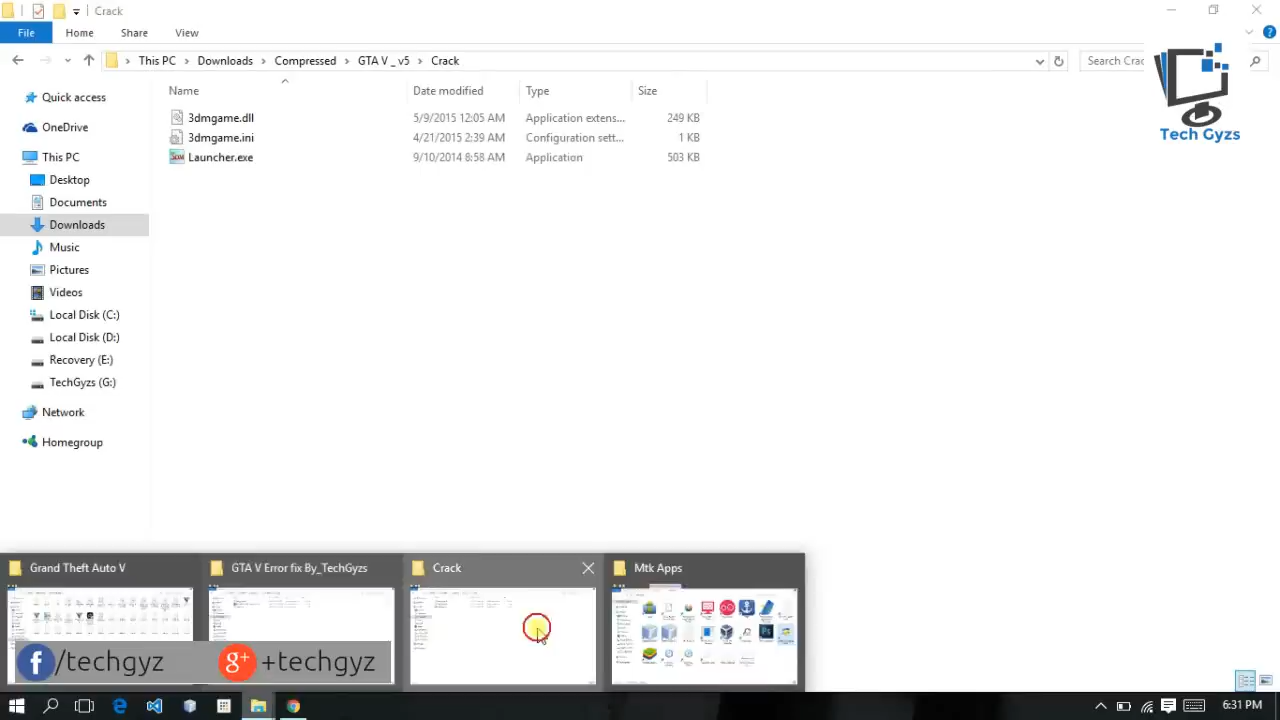 Crack
File Home Share View
This PC Downloads Compressed GTA V _ v5 Crack Search Crac
Name Date modified Type Size
3dmgame.dll 5/9/2015 12:05 AM Application extens... 249 KB
3dmgame.ini 4/21/2015 2:39 AM Configuration sett... 1 KB
Launcher.exe 9/10/2014 8:58 AM Application 503 KB
Tech Gyzs
Quick access
OneDrive
This PC
Desktop
Documents
Downloads
Music
Pictures
Videos
Local Disk (C:)
Local Disk (D:)
Recovery (E:)
TechGyzs (G:)
Network
Homegroup
Grand Theft Auto V GTA V Error fix By_TechGyzs Crack Mtk Apps
f/techgyz g+ +techgyz
6:31 PM